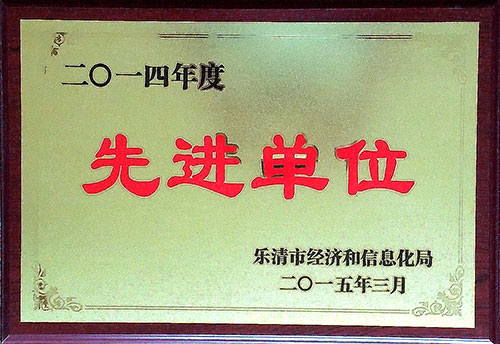 二〇一四年度
先进单位
乐清市经济和信息化局
二〇一五年三月